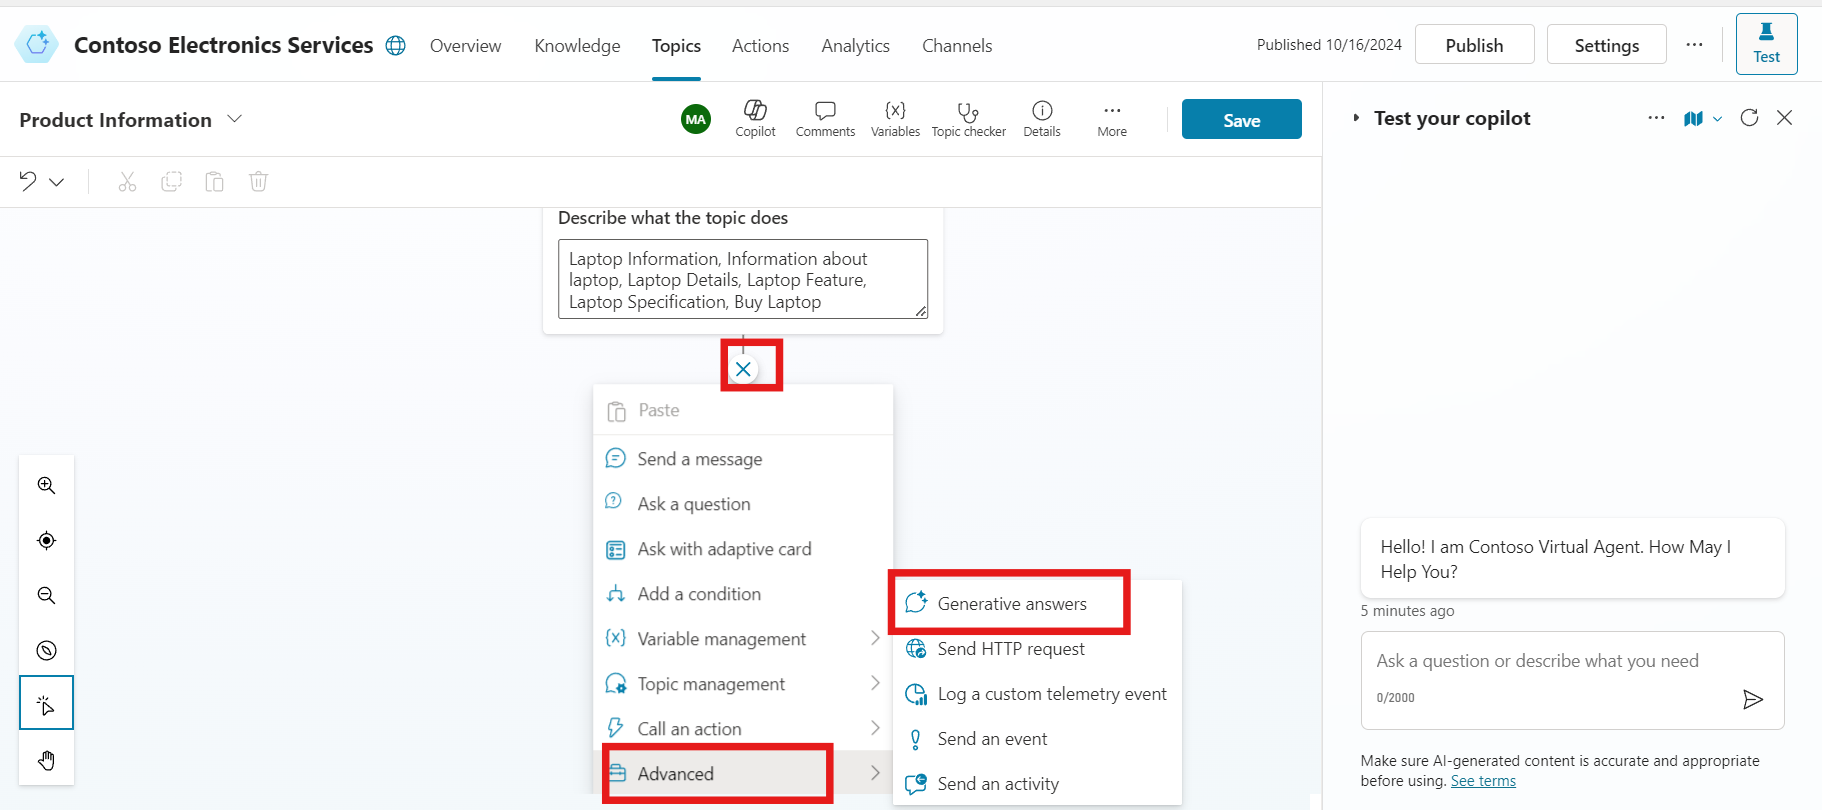 Contoso Electronics Services
Overview
Knowledge
Topics
Actions
Analytics
Channels
Published 10/16/2024
Publish
Settings
Test
Product Information
MA
Copilot
Comments
{x}
Variables
Topic checker
Details
More
Save
Test your copilot
Describe what the topic does
Laptop Information, Information about
laptop, Laptop Details, Laptop Feature,
Laptop Specification, Buy Laptop
Paste
Send a message
Ask a question
Ask with adaptive card
Add a condition
{x} Variable management
Topic management
Call an action
Advanced
Generative answers
Send HTTP request
Log a custom telemetry event
Send an event
Send an activity
Hello! I am Contoso Virtual Agent. How May I
Help You?
5 minutes ago
Ask a question or describe what you need
0/2000
Make sure AI-generated content is accurate and appropriate
before using. See terms